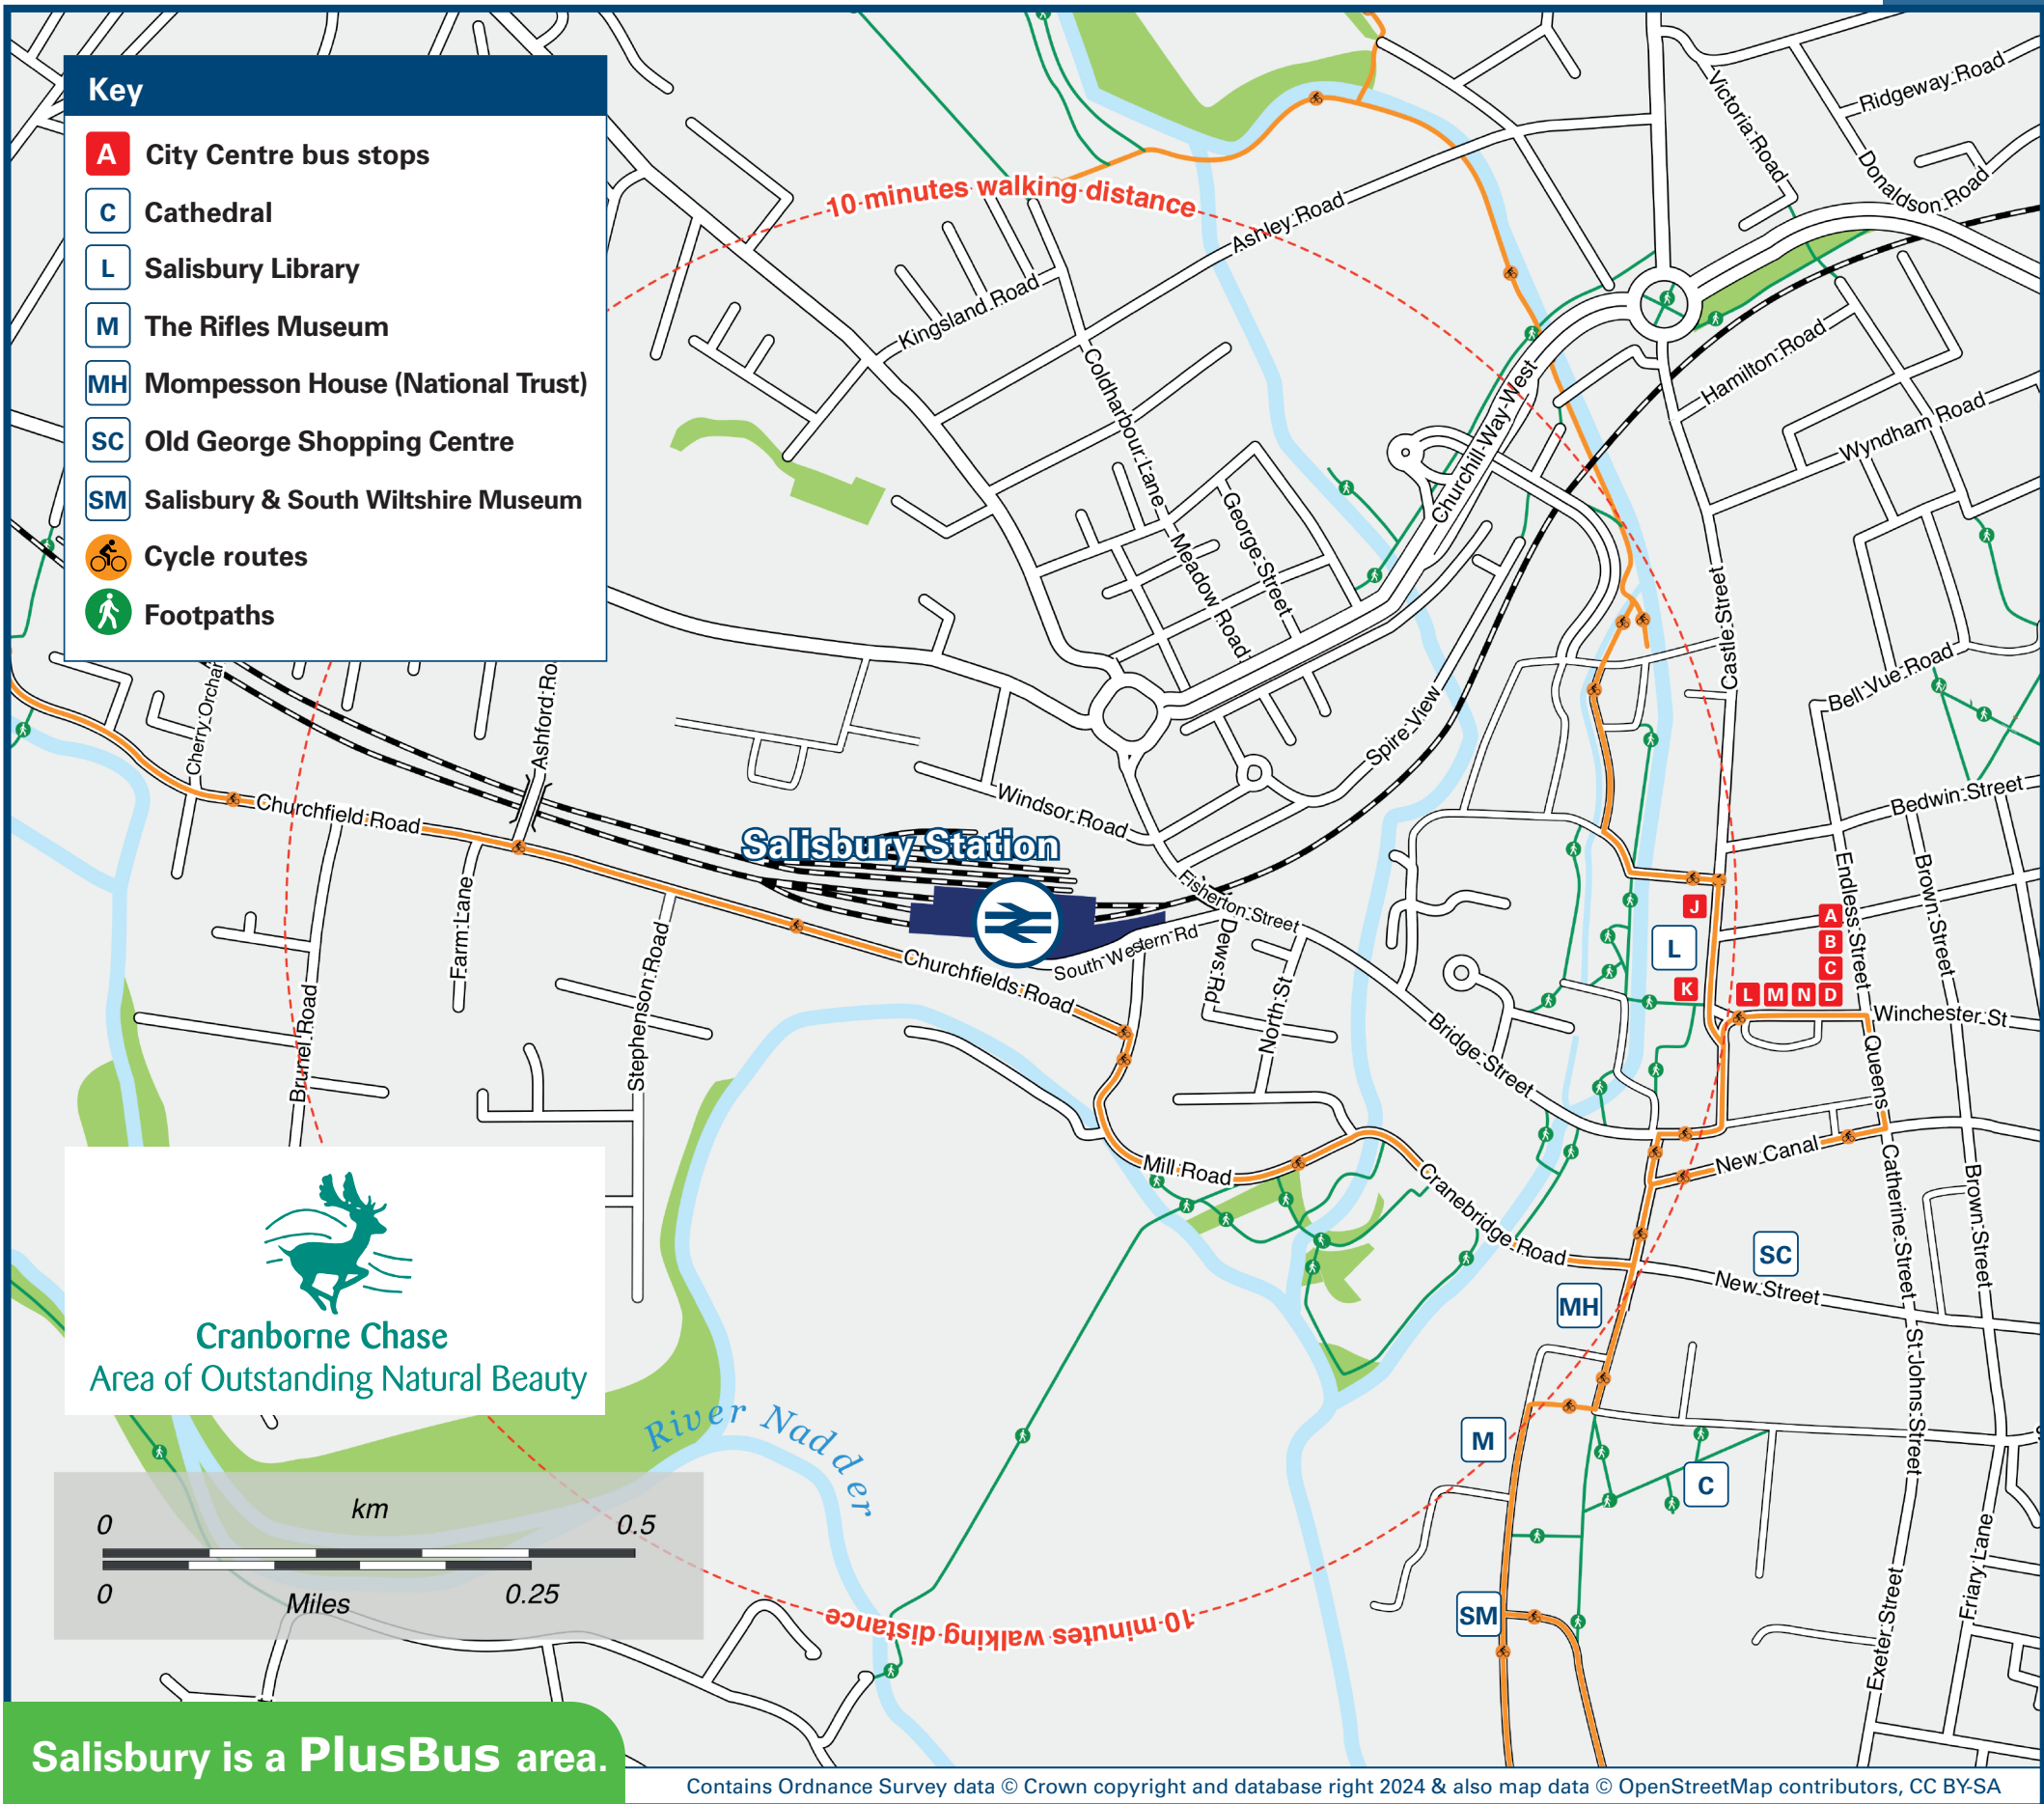 Key
A City Centre bus stops
C Cathedral
L Salisbury Library
M The Rifles Museum
MH Mompesson House (National Trust)
SC Old George Shopping Centre
SM Salisbury & South Wiltshire Museum
Cycle routes
Footpaths
10 minutes walking distance
Victoria Road
Ridgeway Road
Donaldson Road
Ashley Road
Kingsland Road
Coldharbour Lane
Churchill Way West
Hamilton Road
Wyndham Road
George Street
Meadow Road
Castle Street
Bell Vue Road
Spire View
Cherry Orchar
Ashford Ro
Churchfield Road
Windsor Road
Bedwin Street
Salisbury Station
Fisherton Street
South Western Rd
Endless Street
Brown Street
Farm Lane
Stephenson Road
Churchfields Road
Dews Rd
North St
J
L
K
A
B
C
L M N D
Winchester St
Brunel Road
Bridge Street
Queens
Mill Road
Cranebridge Road
New Canal
Catherine Street
Brown Street
SC
New Street
MH
St Johns Street
Cranborne Chase
Area of Outstanding Natural Beauty
River Nadder
M
C
km
0 0.5
0 0.25
Miles
10 minutes walking distance
SM
Exeter Street
Friary Lane
Salisbury is a PlusBus area.
Contains Ordnance Survey data © Crown copyright and database right 2024 & also map data © OpenStreetMap contributors, CC BY-SA